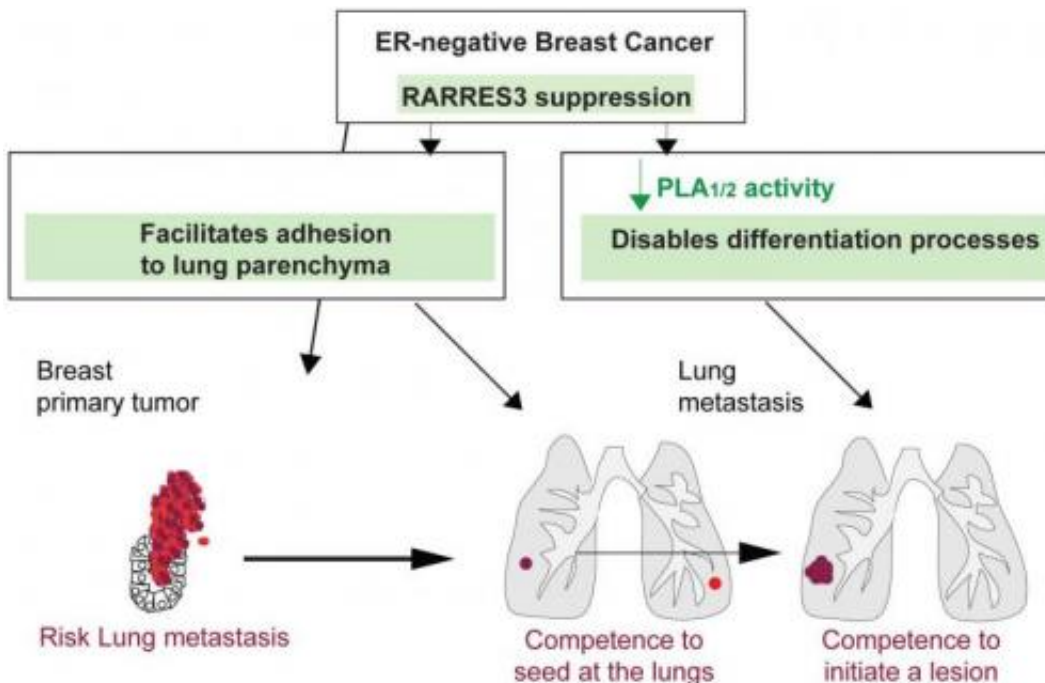 ER-negative Breast Cancer
RARRES3 suppression
Facilitates adhesion
to lung parenchyma
PLA1/2 activity
Disables differentiation processes
Breast
primary tumor
Lung
metastasis
Risk Lung metastasis
Competence to
seed at the lungs
Competence to
initiate a lesion